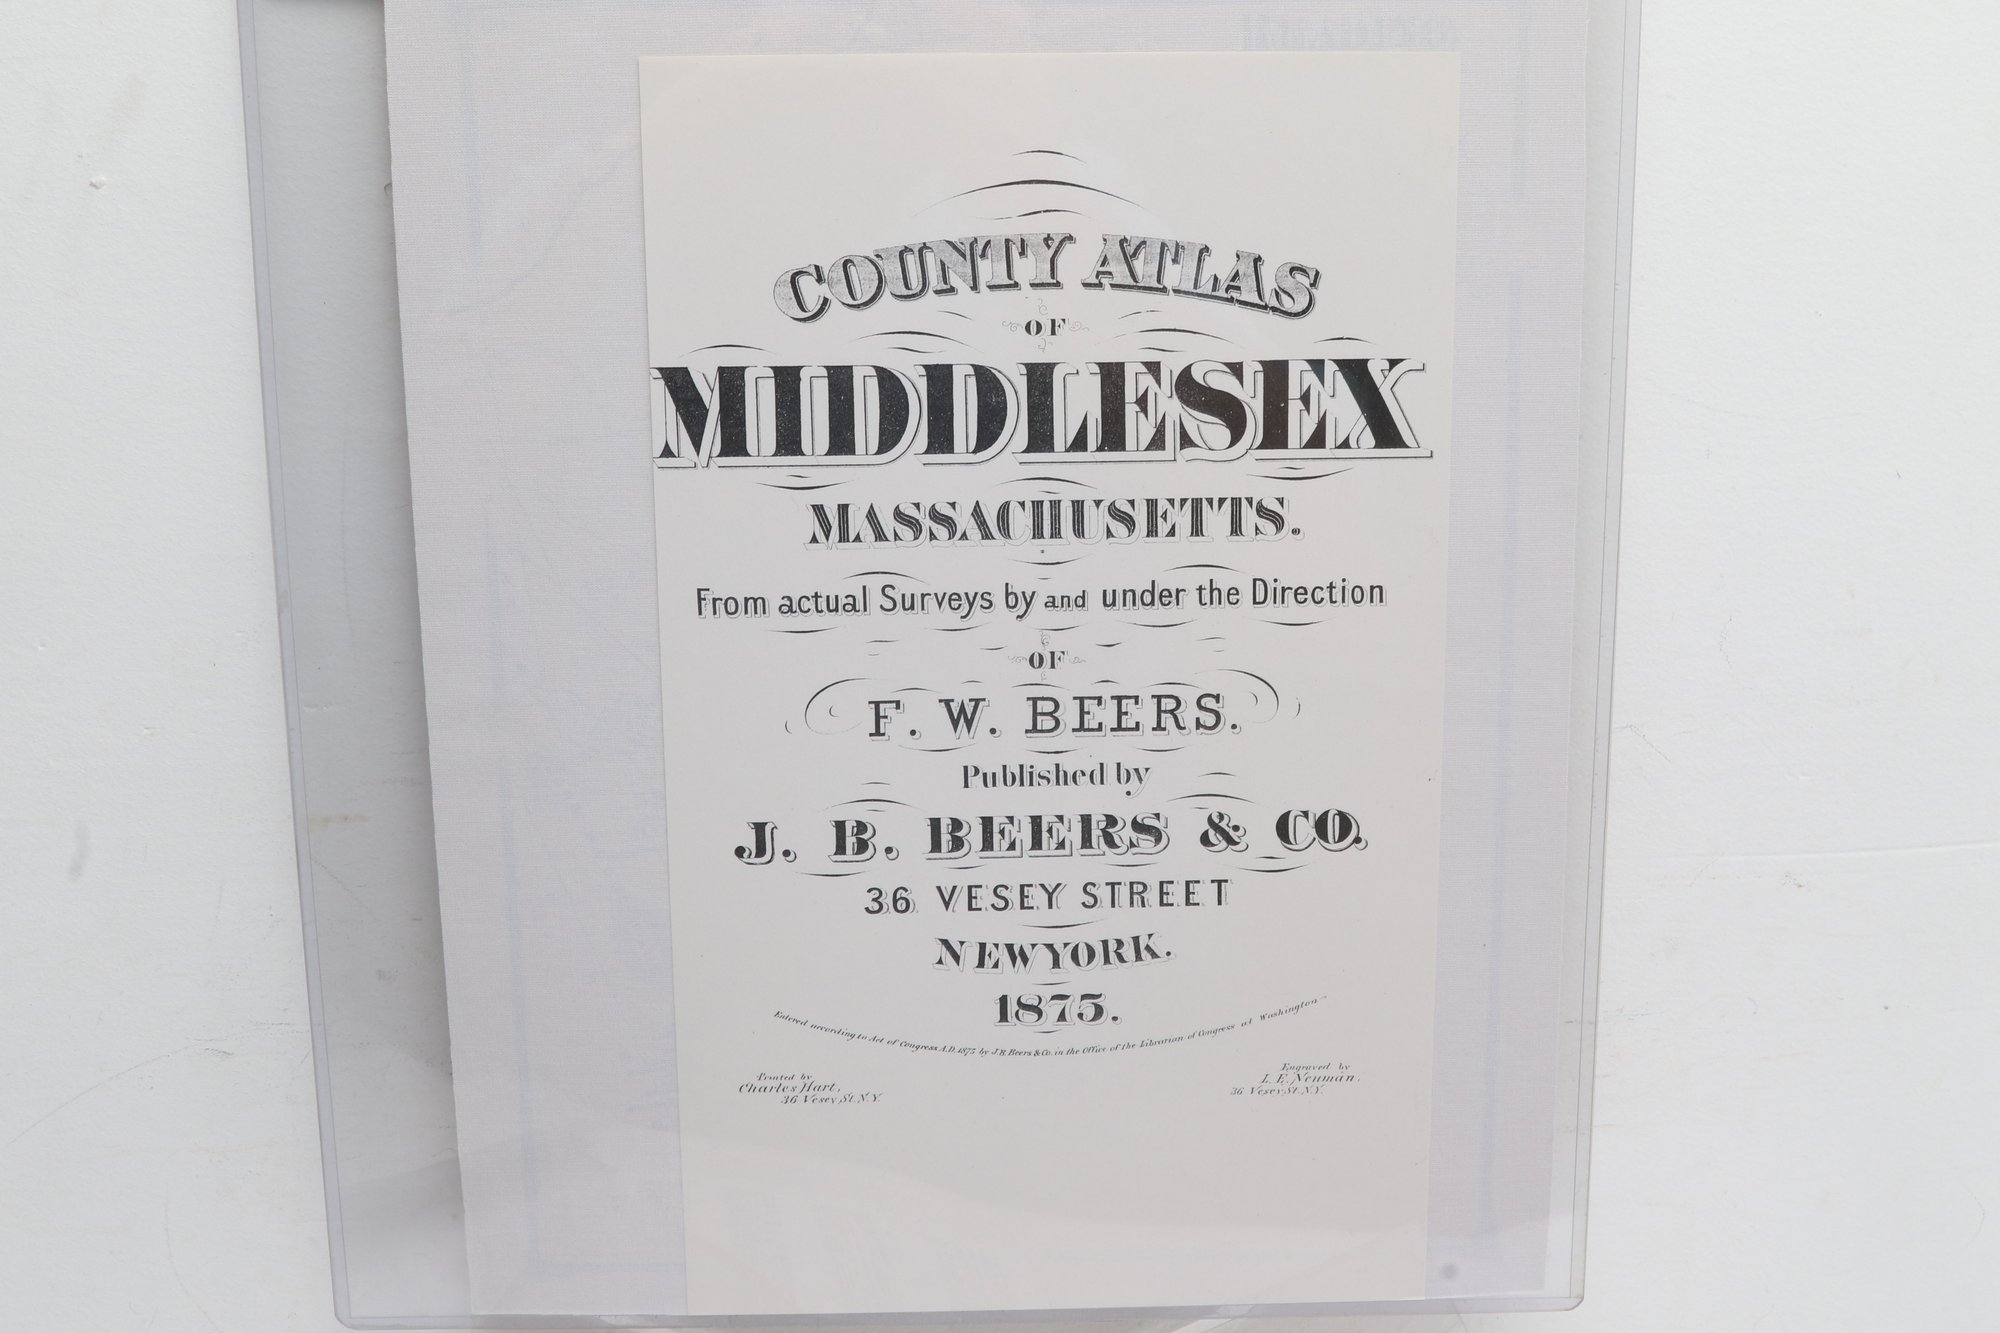 COUNTY ATLAS
OF
MIDDLESEX
MASSACHUSETTS.
From actual Surveys by and under the Direction
OF
F. W. BEERS.
Published by
J. B. BEERS & CO.
36 VESEY STREET
NEW YORK.
1875.
Entered according to Act of Congress A.D. 1875 by J.B. Beers & Co. in the Office of the Librarian of Congress at Washington
Printed by
Charles Hart,
36 Vesey St. N.Y.
Engraved by
L. E. Neuman,
36 Vesey St. N.Y.